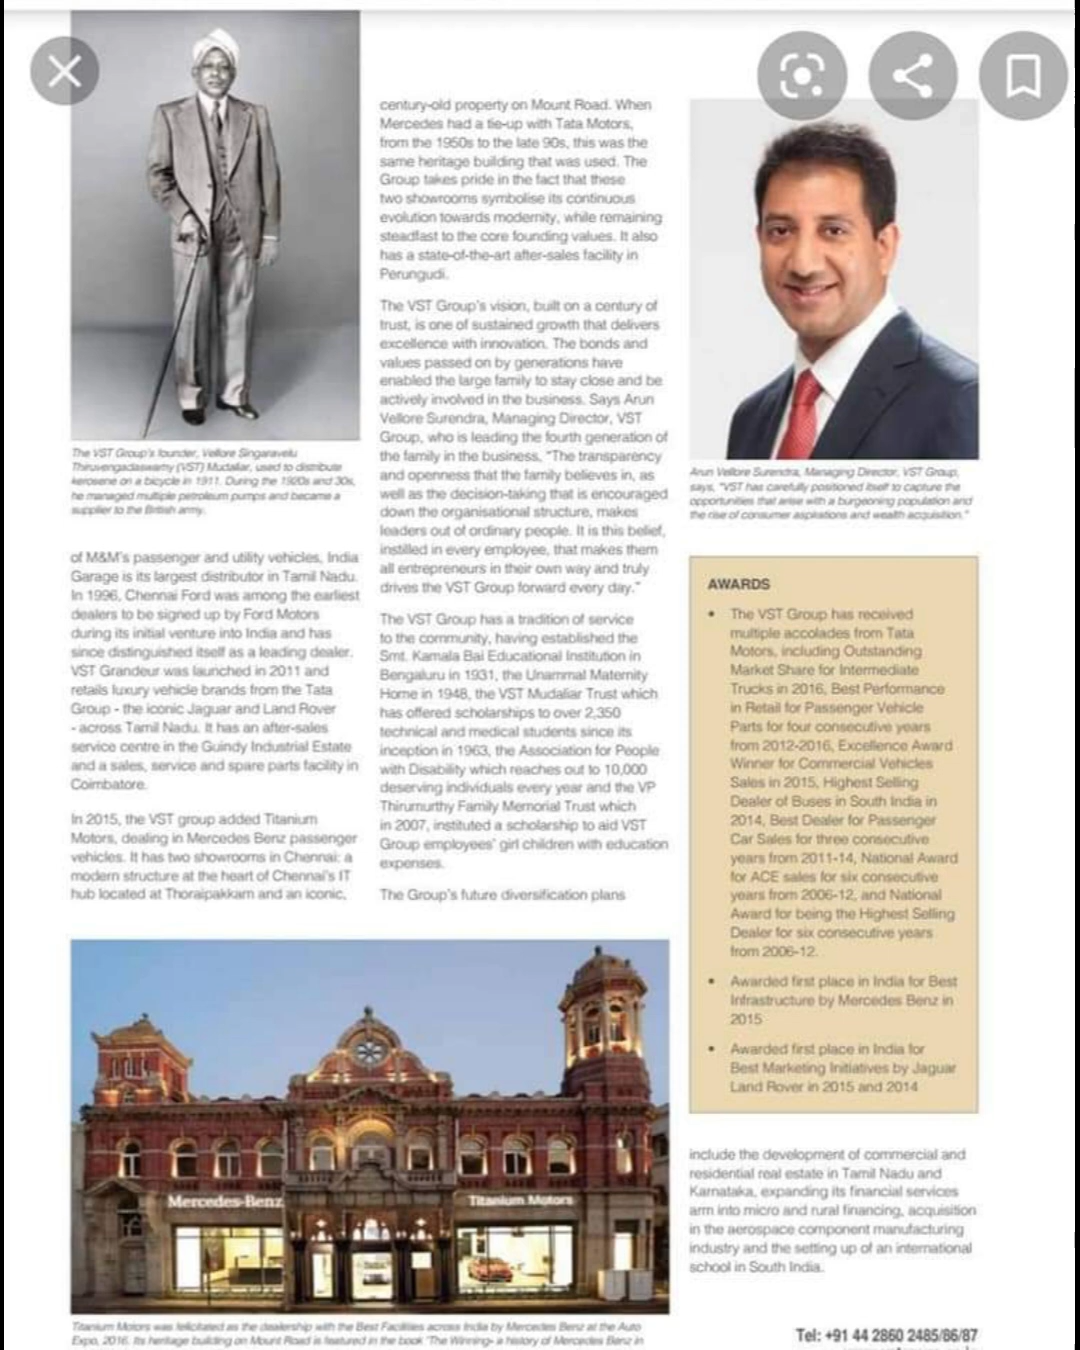 The VST Group's founder, Vellore Singaravelu
Thiruvengadaswamy (VST) Mudaliar, used to distribute
kerosene on a bicycle in 1911. During the 1920s and 30s,
he managed multiple petroleum pumps and became a
supplier to the British army.
of M&M's passenger and utility vehicles, India
Garage is its largest distributor in Tamil Nadu.
In 1996, Chennai Ford was among the earliest
dealers to be signed up by Ford Motors
during its initial venture into India and has
since distinguished itself as a leading dealer.
VST Grandeur was launched in 2011 and
retails luxury vehicle brands from the Tata
Group - the iconic Jaguar and Land Rover
- across Tamil Nadu. It has an after-sales
service centre in the Guindy Industrial Estate
and a sales, service and spare parts facility in
Coimbatore.
In 2015, the VST group added Titanium
Motors, dealing in Mercedes Benz passenger
vehicles. It has two showrooms in Chennai: a
modern structure at the heart of Chennai's IT
hub located at Thoraipakkam and an iconic,
century-old property on Mount Road. When
Mercedes had a tie-up with Tata Motors,
from the 1950s to the late 90s, this was the
same heritage building that was used. The
Group takes pride in the fact that these
two showrooms symbolise its continuous
evolution towards modernity, while remaining
steadfast to the core founding values. It also
has a state-of-the-art after-sales facility in
Perungudi.
The VST Group's vision, built on a century of
trust, is one of sustained growth that delivers
excellence with innovation. The bonds and
values passed on by generations have
enabled the large family to stay close and be
actively involved in the business. Says Arun
Vellore Surendra, Managing Director, VST
Group, who is leading the fourth generation of
the family in the business, "The transparency
and openness that the family believes in, as
well as the decision-taking that is encouraged
down the organisational structure, makes
leaders out of ordinary people. It is this belief,
instilled in every employee, that makes them
all entrepreneurs in their own way and truly
drives the VST Group forward every day."
The VST Group has a tradition of service
to the community, having established the
Smt. Kamala Bai Educational Institution in
Bengaluru in 1931, the Unammal Maternity
Home in 1948, the VST Mudaliar Trust which
has offered scholarships to over 2,350
technical and medical students since its
inception in 1963, the Association for People
with Disability which reaches out to 10,000
deserving individuals every year and the VP
Thirumurthy Family Memorial Trust which
in 2007, instituted a scholarship to aid VST
Group employees' girl children with education
expenses.
The Group's future diversification plans
Arun Vellore Surendra, Managing Director, VST Group,
says, "VST has carefully positioned itself to capture the
opportunities that arise with a burgeoning population and
the rise of consumer aspirations and wealth acquisition."
AWARDS
• The VST Group has received
multiple accolades from Tata
Motors, including Outstanding
Market Share for Intermediate
Trucks in 2016, Best Performance
in Retail for Passenger Vehicle
Parts for four consecutive years
from 2012-2016, Excellence Award
Winner for Commercial Vehicles
Sales in 2015, Highest Selling
Dealer of Buses in South India in
2014, Best Dealer for Passenger
Car Sales for three consecutive
years from 2011-14, National Award
for ACE sales for six consecutive
years from 2006-12, and National
Award for being the Highest Selling
Dealer for six consecutive years
from 2006-12.
• Awarded first place in India for Best
Infrastructure by Mercedes Benz in
2015
• Awarded first place in India for
Best Marketing Initiatives by Jaguar
Land Rover in 2015 and 2014
include the development of commercial and
residential real estate in Tamil Nadu and
Karnataka, expanding its financial services
arm into micro and rural financing, acquisition
in the aerospace component manufacturing
industry and the setting up of an international
school in South India.
Mercedes-Benz
Titanium Motors
Titanium Motors was felicitated as the dealership with the Best Facilities across India by Mercedes Benz at the Auto
Expo, 2016. Its heritage building on Mount Road is featured in the book 'The Winning- a history of Mercedes Benz in
Tel: +91 44 2860 2485/86/87